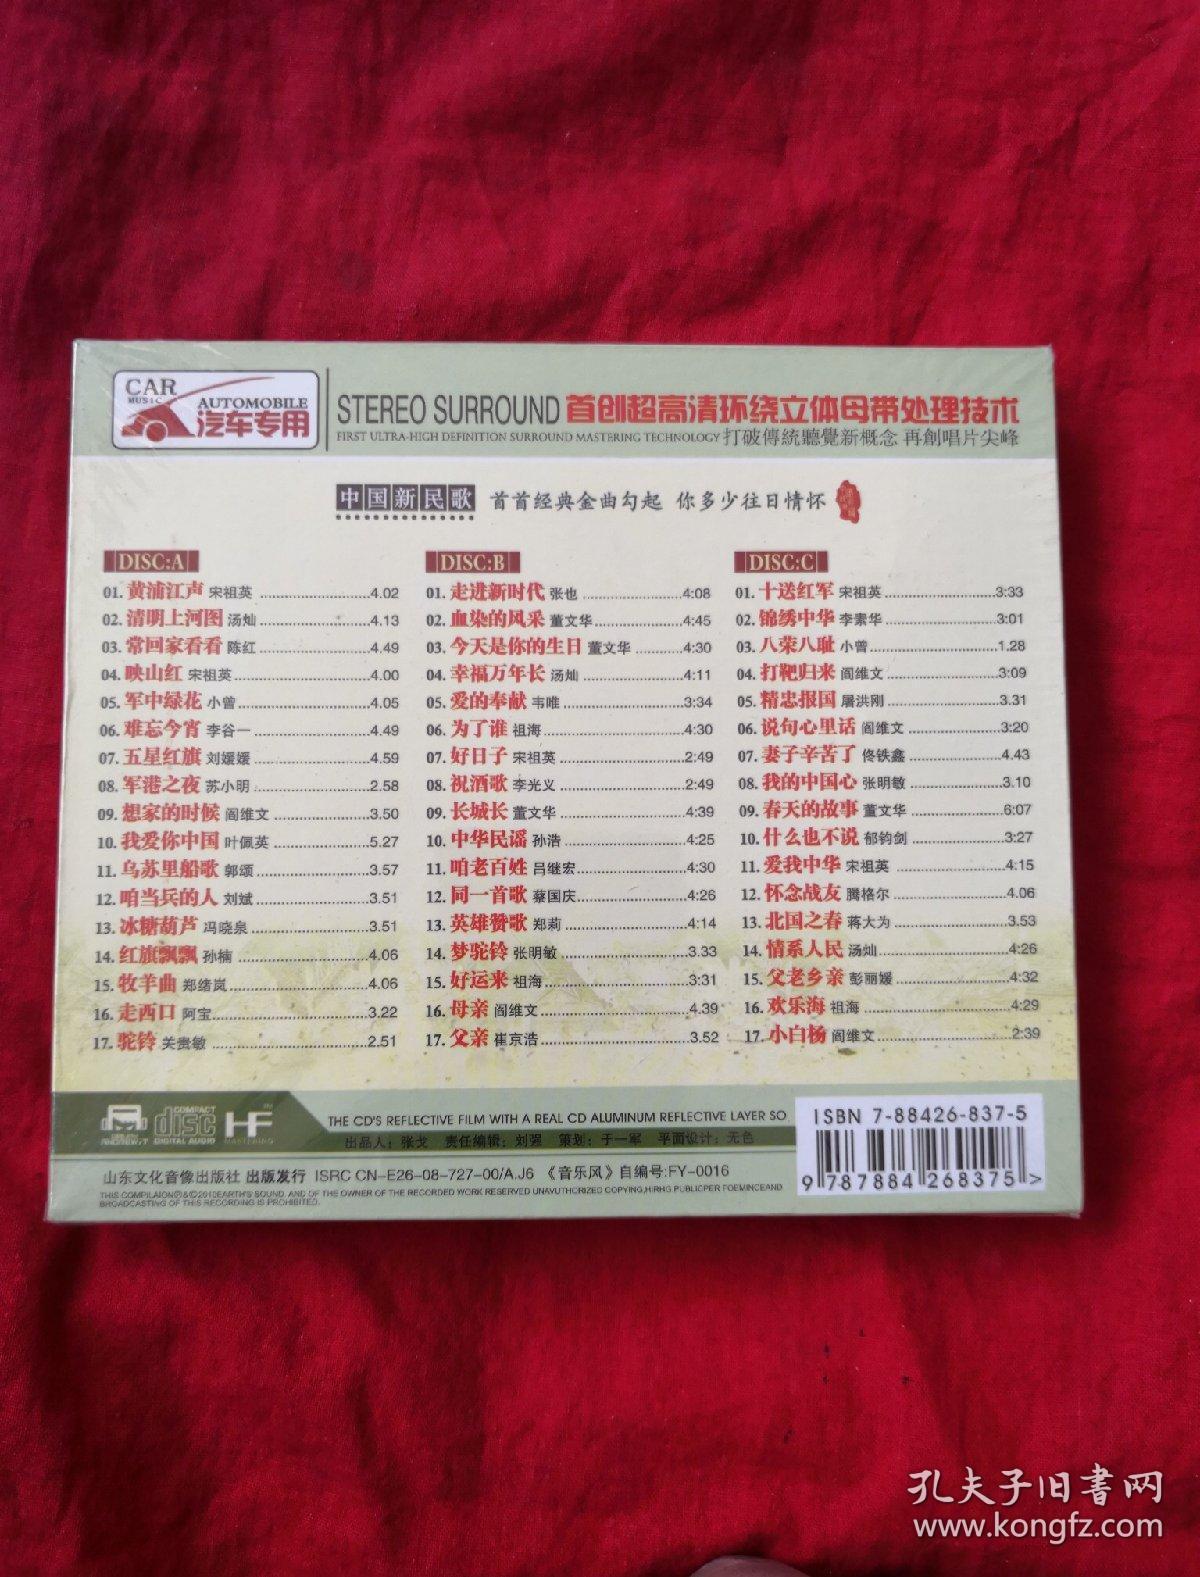 CAR
MUSIC
AUTOMOBILE
汽车专用
STEREO SURROUND 首创超高清环绕立体母带处理技术
FIRST ULTRA-HIGH DEFINITION SURROUND MASTERING TECHNOLOGY 打破傳統聽覺新概念 再創唱片尖峰
中国新民歌 首首经典金曲勾起 你多少往日情怀
DISC:A
01. 黄浦江声 宋祖英 4.02
02. 清明上河图 汤灿 4.13
03. 常回家看看 陈红 4.49
04. 映山红 宋祖英 4.00
05. 军中绿花 小曾 4.05
06. 难忘今宵 李谷一 4.49
07. 五星红旗 刘媛媛 4.59
08. 军港之夜 苏小明 2.58
09. 想家的时候 阎维文 3.50
10. 我爱你中国 叶佩英 5.27
11. 乌苏里船歌 郭颂 3.57
12. 咱当兵的人 刘斌 3.51
13. 冰糖葫芦 冯晓泉 3.51
14. 红旗飘飘 孙楠 4.06
15. 牧羊曲 郑绪岚 4.06
16. 走西口 阿宝 3.22
17. 驼铃 关贵敏 2.51
DISC:B
01. 走进新时代 张也 4:08
02. 血染的风采 董文华 4:45
03. 今天是你的生日 董文华 4:30
04. 幸福万年长 汤灿 4:11
05. 爱的奉献 韦唯 3:34
06. 为了谁 祖海 4:30
07. 好日子 宋祖英 2:49
08. 祝酒歌 李光义 2:49
09. 长城长 董文华 4:39
10. 中华民谣 孙浩 4:25
11. 咱老百姓 吕继宏 4:30
12. 同一首歌 蔡国庆 4:26
13. 英雄赞歌 郑莉 4:14
14. 梦驼铃 张明敏 3.33
15. 好运来 祖海 3:31
16. 母亲 阎维文 4.39
17. 父亲 崔京浩 3.52
DISC:C
01. 十送红军 宋祖英 3:33
02. 锦绣中华 李素华 3:01
03. 八荣八耻 小曾 1.28
04. 打靶归来 阎维文 3:09
05. 精忠报国 屠洪刚 3.31
06. 说句心里话 阎维文 3:20
07. 妻子辛苦了 佟铁鑫 4.43
08. 我的中国心 张明敏 3.10
09. 春天的故事 董文华 6:07
10. 什么也不说 郁钧剑 3:27
11. 爱我中华 宋祖英 4:15
12. 怀念战友 腾格尔 4.06
13. 北国之春 蒋大为 3.53
14. 情系人民 汤灿 4:26
15. 父老乡亲 彭丽媛 4:32
16. 欢乐海 祖海 4:29
17. 小白杨 阎维文 2:39
COMPACT
disc
DIGITAL AUDIO
HF
MASTERING
THE CD'S REFLECTIVE FILM WITH A REAL CD ALUMINUM REFLECTIVE LAYER SO.
出品人：张戈 责任编辑：刘强 策划：于一军 平面设计：无色
山东文化音像出版社 出版发行 ISRC CN-E26-08-727-00/A.J6 《音乐风》自编号:FY-0016
THIS COMPILAIONⓅ&©2010EARTH'S SOUND. AND OF THE OWNER OF THE RECORDED WORK RESERVED UNAVUTHORIZED COPYING,HIRHG PUBLICPER FOEMINCEAND
BHOADCASTING OF THIS RECORDING IS PROHIBITED.
ISBN 7-88426-837-5
9 787884 268375 >
孔夫子旧書网
www.kongfz.com